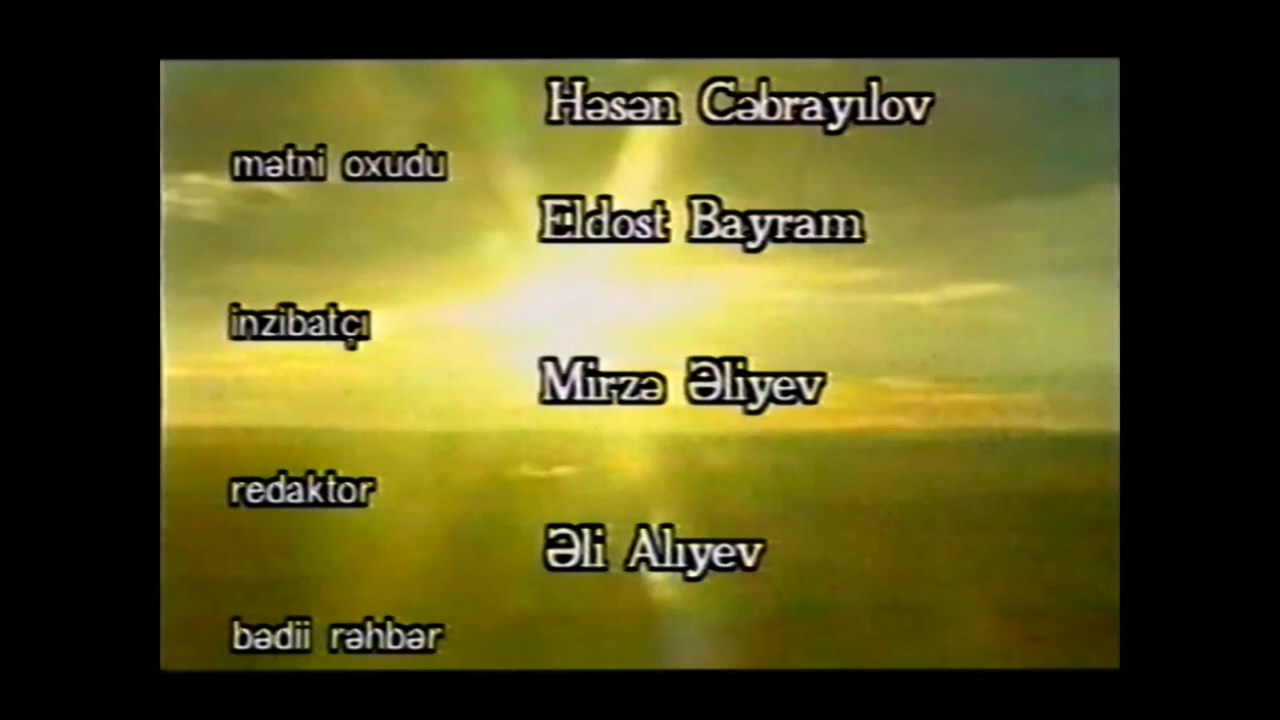 Həsən Cəbrayılov
mətni oxudu
Eldost Bayram
inzibatçı
Mirzə Əliyev
redaktor
Əli Alıyev
bədii rəhbər